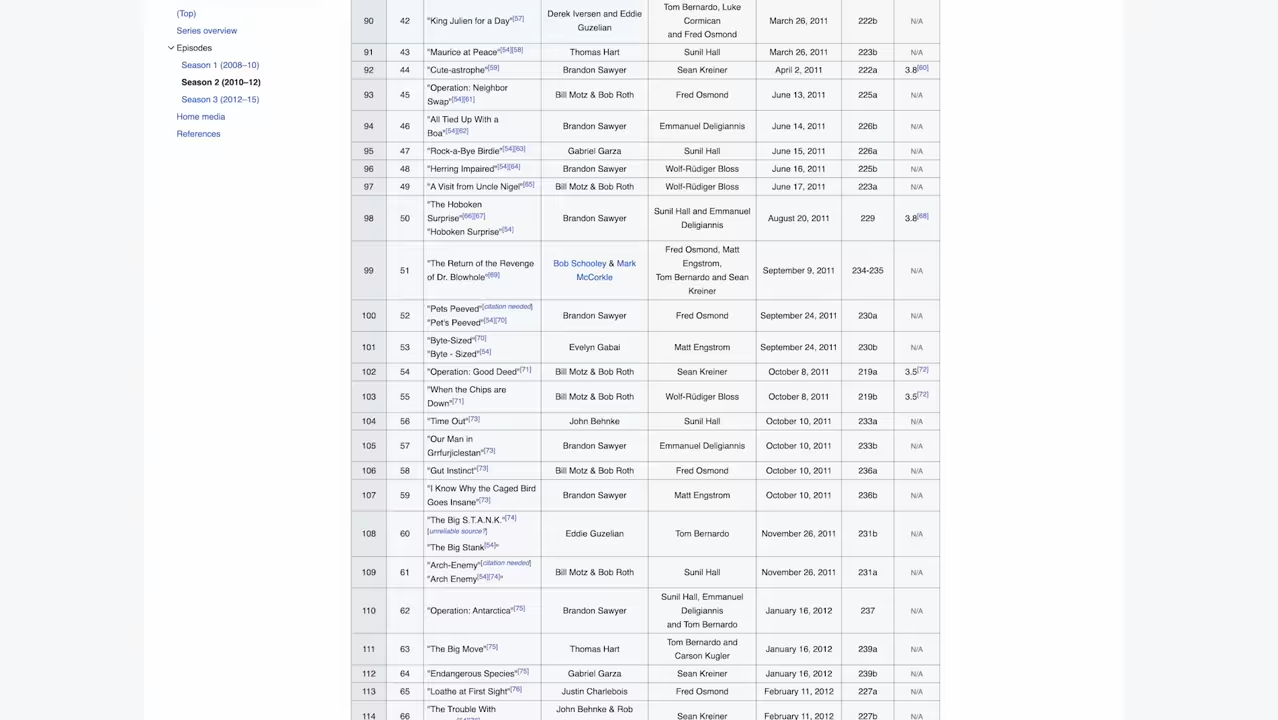 (Top)
Series overview
Episodes
Season 1 (2008–10)
Season 2 (2010–12)
Season 3 (2012–15)
Home media
References
90 42 "King Julien for a Day"[57] Derek Iversen and Eddie Guzelian Tom Bernardo, Luke Cormican and Fred Osmond March 26, 2011 222b N/A
91 43 "Maurice at Peace"[54][58] Thomas Hart Sunil Hall March 26, 2011 223b N/A
92 44 "Cute-astrophe"[59] Brandon Sawyer Sean Kreiner April 2, 2011 222a 3.8[60]
93 45 "Operation: Neighbor Swap"[54][61] Bill Motz & Bob Roth Fred Osmond June 13, 2011 225a N/A
94 46 "All Tied Up With a Boa"[54][62] Brandon Sawyer Emmanuel Deligiannis June 14, 2011 226b N/A
95 47 "Rock-a-Bye Birdie"[54][63] Gabriel Garza Sunil Hall June 15, 2011 226a N/A
96 48 "Herring Impaired"[54][64] Brandon Sawyer Wolf-Rüdiger Bloss June 16, 2011 225b N/A
97 49 "A Visit from Uncle Nigel"[65] Bill Motz & Bob Roth Wolf-Rüdiger Bloss June 17, 2011 223a N/A
98 50 "The Hoboken Surprise"[66][67] "Hoboken Surprise"[54] Brandon Sawyer Sunil Hall and Emmanuel Deligiannis August 20, 2011 229 3.8[68]
99 51 "The Return of the Revenge of Dr. Blowhole"[69] Bob Schooley & Mark McCorkle Fred Osmond, Matt Engstrom, Tom Bernardo and Sean Kreiner September 9, 2011 234-235 N/A
100 52 "Pets Peeved"[citation needed] "Pet's Peeved"[54][70] Brandon Sawyer Fred Osmond September 24, 2011 230a N/A
101 53 "Byte-Sized"[70] "Byte - Sized"[54] Evelyn Gabai Matt Engstrom September 24, 2011 230b N/A
102 54 "Operation: Good Deed"[71] Bill Motz & Bob Roth Sean Kreiner October 8, 2011 219a 3.5[72]
103 55 "When the Chips are Down"[71] Bill Motz & Bob Roth Wolf-Rüdiger Bloss October 8, 2011 219b 3.5[72]
104 56 "Time Out"[73] John Behnke Sunil Hall October 10, 2011 233a N/A
105 57 "Our Man in Grrfurjiclestan"[73] Brandon Sawyer Emmanuel Deligiannis October 10, 2011 233b N/A
106 58 "Gut Instinct"[73] Bill Motz & Bob Roth Fred Osmond October 10, 2011 236a N/A
107 59 "I Know Why the Caged Bird Goes Insane"[73] Brandon Sawyer Matt Engstrom October 10, 2011 236b N/A
108 60 "The Big S.T.A.N.K."[74] [unreliable source?] "The Big Stank[54]" Eddie Guzelian Tom Bernardo November 26, 2011 231b N/A
109 61 "Arch-Enemy"[citation needed] "Arch Enemy[54][74]" Bill Motz & Bob Roth Sunil Hall November 26, 2011 231a N/A
110 62 "Operation: Antarctica"[75] Brandon Sawyer Sunil Hall, Emmanuel Deligiannis and Tom Bernardo January 16, 2012 237 N/A
111 63 "The Big Move"[75] Thomas Hart Tom Bernardo and Carson Kugler January 16, 2012 239a N/A
112 64 "Endangerous Species"[75] Gabriel Garza Sean Kreiner January 16, 2012 239b N/A
113 65 "Loathe at First Sight"[76] Justin Charlebois Fred Osmond February 11, 2012 227a N/A
114 66 "The Trouble With John Behnke & Rob Sean Kreiner February 11, 2012 227b N/A